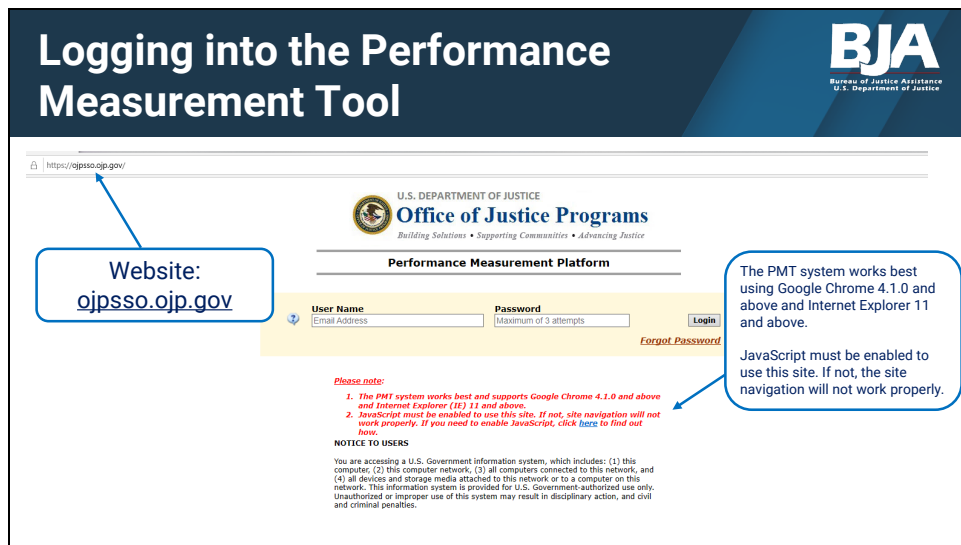 Logging into the Performance
Measurement Tool
BJA
Bureau of Justice Assistance
U.S. Department of Justice
https://ojpsso.ojp.gov/
U.S. DEPARTMENT OF JUSTICE
Office of Justice Programs
Building Solutions • Supporting Communities • Advancing Justice
Performance Measurement Platform
Website:
ojpsso.ojp.gov
User Name
Password
Email Address
Maximum of 3 attempts
Login
Forgot Password
The PMT system works best
using Google Chrome 4.1.0 and
above and Internet Explorer 11
and above.
JavaScript must be enabled to
use this site. If not, the site
navigation will not work properly.
Please note:
1. The PMT system works best and supports Google Chrome 4.1.0 and above
and Internet Explorer (IE) 11 and above.
2. JavaScript must be enabled to use this site. If not, site navigation will not
work properly. If you need to enable JavaScript, click here to find out
how.
NOTICE TO USERS
You are accessing a U.S. Government information system, which includes: (1) this
computer, (2) this computer network, (3) all computers connected to this network, and
(4) all devices and storage media attached to this network or to a computer on this
network. This information system is provided for U.S. Government-authorized use only.
Unauthorized or improper use of this system may result in disciplinary action, and civil
and criminal penalties.